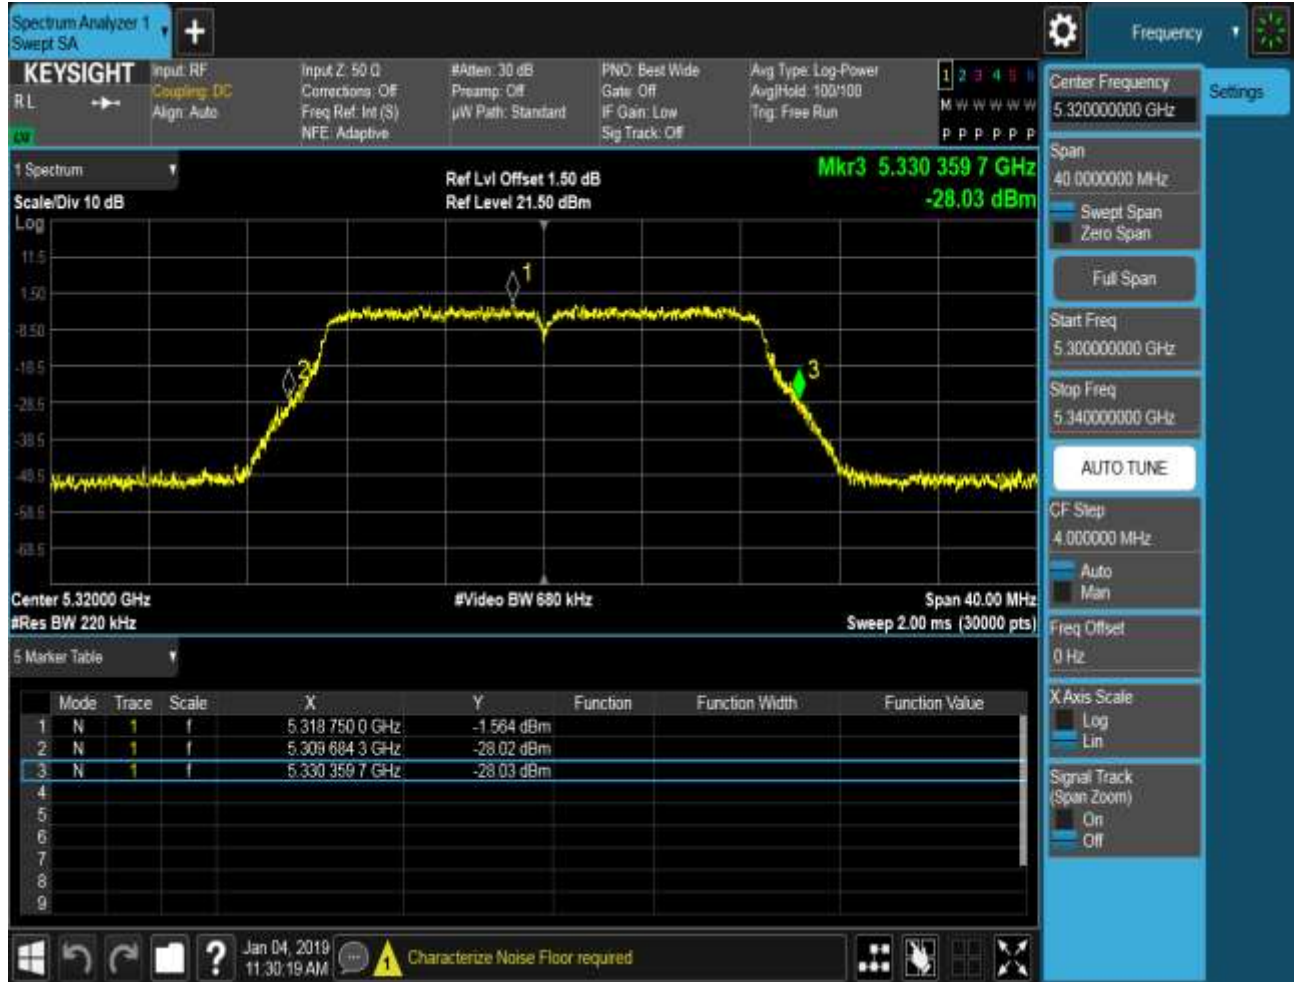 Spectrum Analyzer 1
Swept SA
Frequency
KEYSIGHT
R L
Input: RF
Coupling: DC
Align: Auto
Input Z: 50 Ω
Corrections: Off
Freq Ref: Int (S)
NFE: Adaptive
#Atten: 30 dB
Preamp: Off
µW Path: Standard
PNO: Best Wide
Gate: Off
IF Gain: Low
Sig Track: Off
Avg Type: Log-Power
Avg|Hold: 100/100
Trig: Free Run
1 2 3 4 5 6
M W W W W W
P P P P P P
1 Spectrum
Scale/Div 10 dB
Ref Lvl Offset 1.50 dB
Ref Level 21.50 dBm
Mkr3 5.330 359 7 GHz
-28.03 dBm
Log
11.5
1.50
-8.50
-18.5
-28.5
-38.5
-48.5
-58.5
-68.5
1
2
3
Center 5.32000 GHz
#Res BW 220 kHz
#Video BW 680 kHz
Span 40.00 MHz
Sweep 2.00 ms (30000 pts)
5 Marker Table
Mode Trace Scale X Y Function Function Width Function Value
1 N 1 f 5.318 750 0 GHz -1.564 dBm
2 N 1 f 5.309 684 3 GHz -28.02 dBm
3 N 1 f 5.330 359 7 GHz -28.03 dBm
4
5
6
7
8
9
Jan 04, 2019
11:30:19 AM
1
Characterize Noise Floor required
Center Frequency
5.320000000 GHz
Span
40.0000000 MHz
Swept Span
Zero Span
Full Span
Start Freq
5.300000000 GHz
Stop Freq
5.340000000 GHz
AUTO TUNE
CF Step
4.000000 MHz
Auto
Man
Freq Offset
0 Hz
X Axis Scale
Log
Lin
Signal Track
(Span Zoom)
On
Off
Settings